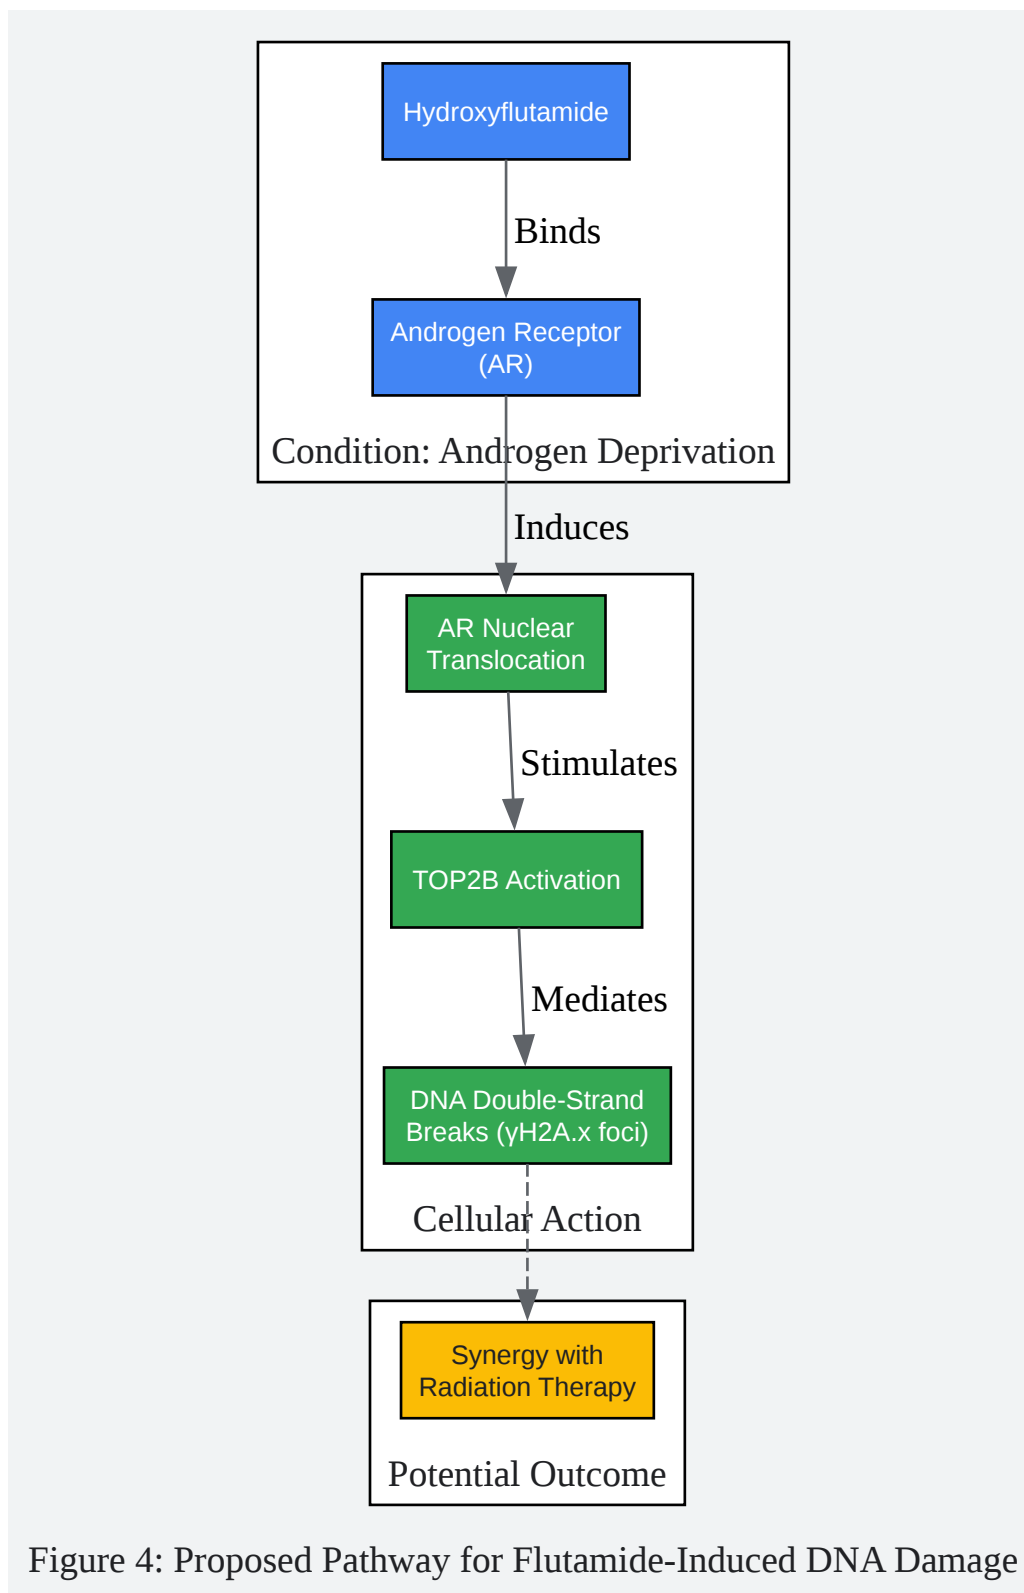 Hydroxyflutamide
Binds
Androgen Receptor
(AR)
Condition: Androgen Deprivation
Induces
AR Nuclear
Translocation
Stimulates
TOP2B Activation
Mediates
DNA Double-Strand
Breaks (γH2A.x foci)
Cellular Action
Synergy with
Radiation Therapy
Potential Outcome
Figure 4: Proposed Pathway for Flutamide-Induced DNA Damage